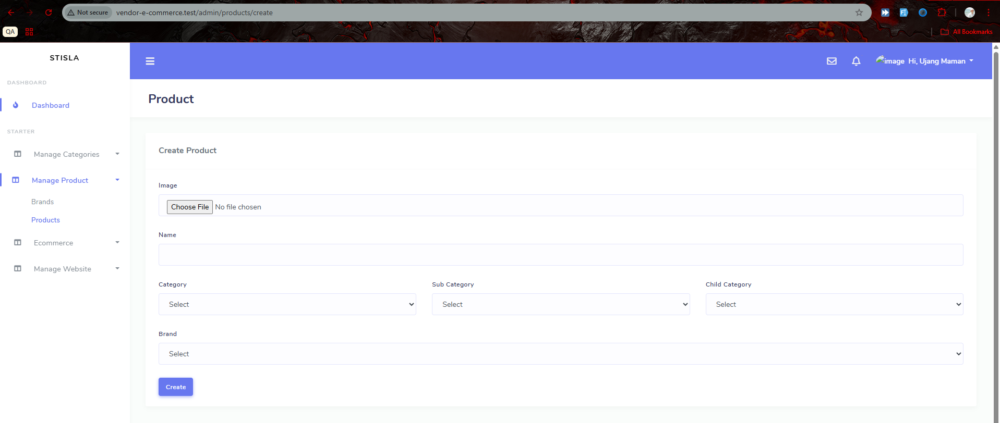 Not secure
vendor-e-commerce.test/admin/products/create
QA
All Bookmarks
STISLA
image Hi, Ujang Maman
DASHBOARD
Dashboard
STARTER
Manage Categories
Manage Product
Brands
Products
Ecommerce
Manage Website
Product
Create Product
Image
Choose File No file chosen
Name
Category Sub Category Child Category
Select Select Select
Brand
Select
Create